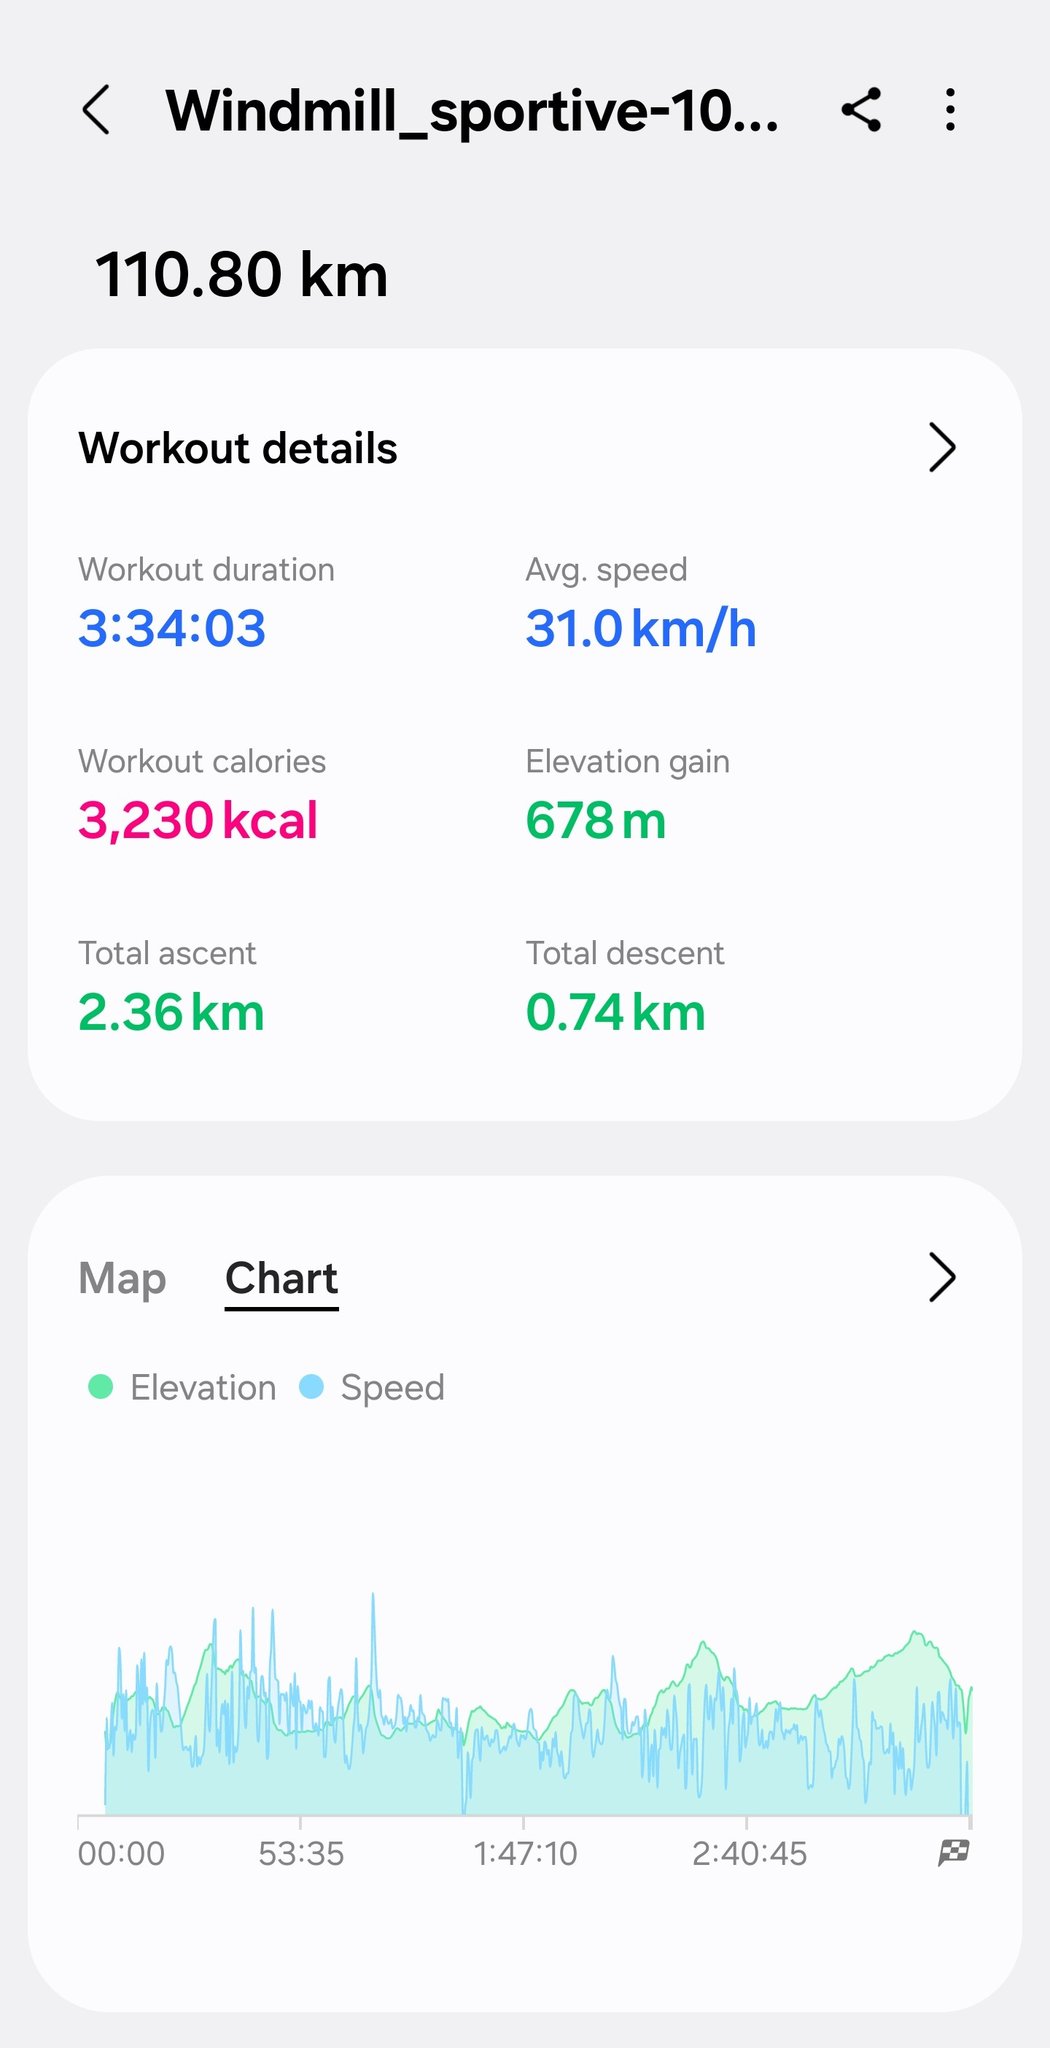 Windmill_sportive-10...
110.80 km
Workout details
Workout duration Avg. speed
3:34:03 31.0 km/h
Workout calories Elevation gain
3,230 kcal 678 m
Total ascent Total descent
2.36 km 0.74 km
Map Chart
Elevation Speed
00:00 53:35 1:47:10 2:40:45